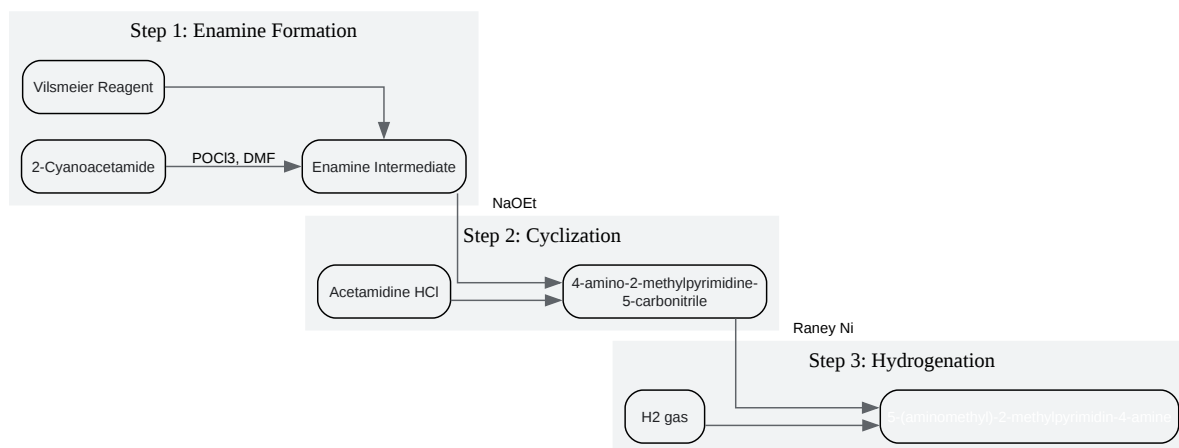 Step 1: Enamine Formation
Vilsmeier Reagent
2-Cyanoacetamide
POCl3, DMF
Enamine Intermediate
NaOEt
Step 2: Cyclization
Acetamidine HCl
4-amino-2-methylpyrimidine-
5-carbonitrile
Raney Ni
Step 3: Hydrogenation
H2 gas
5-(aminomethyl)-2-methylpyrimidin-4-amine